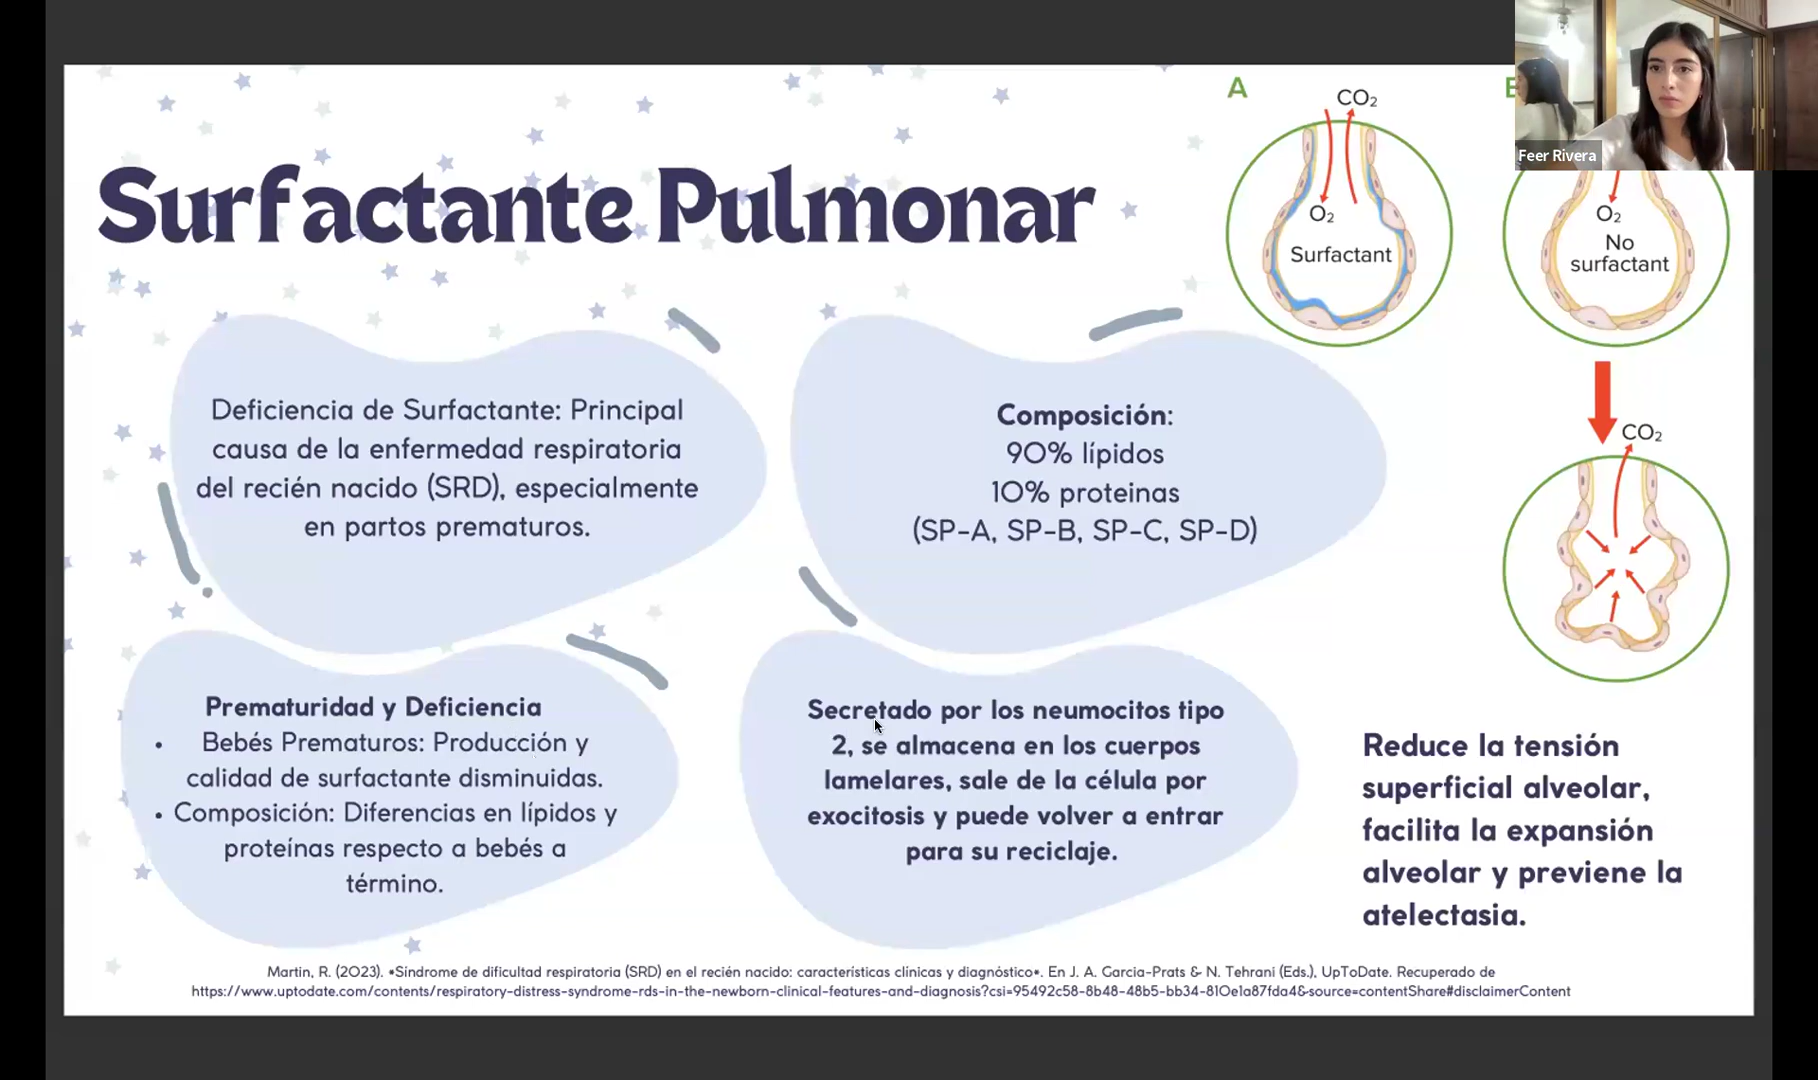 Surfactante Pulmonar
Deficiencia de Surfactante: Principal
causa de la enfermedad respiratoria
del recién nacido (SRD), especialmente
en partos prematuros.
Composición:
90% lípidos
10% proteinas
(SP-A, SP-B, SP-C, SP-D)
Prematuridad y Deficiencia
• Bebés Prematuros: Producción y
calidad de surfactante disminuidas.
• Composición: Diferencias en lípidos y
proteínas respecto a bebés a
término.
Secretado por los neumocitos tipo
2, se almacena en los cuerpos
lamelares, sale de la célula por
exocitosis y puede volver a entrar
para su reciclaje.
A
CO₂
O₂
Surfactant
Feer Rivera
O₂
No
surfactant
CO₂
Reduce la tensión
superficial alveolar,
facilita la expansión
alveolar y previene la
atelectasia.
Martin, R. (2023). *Síndrome de dificultad respiratoria (SRD) en el recién nacido: características clínicas y diagnóstico*. En J. A. Garcia-Prats & N. Tehrani (Eds.), UpToDate. Recuperado de
https://www.uptodate.com/contents/respiratory-distress-syndrome-rds-in-the-newborn-clinical-features-and-diagnosis?csi=95492c58-8b48-48b5-bb34-810e1a87fda4&source=contentShare#disclaimerContent